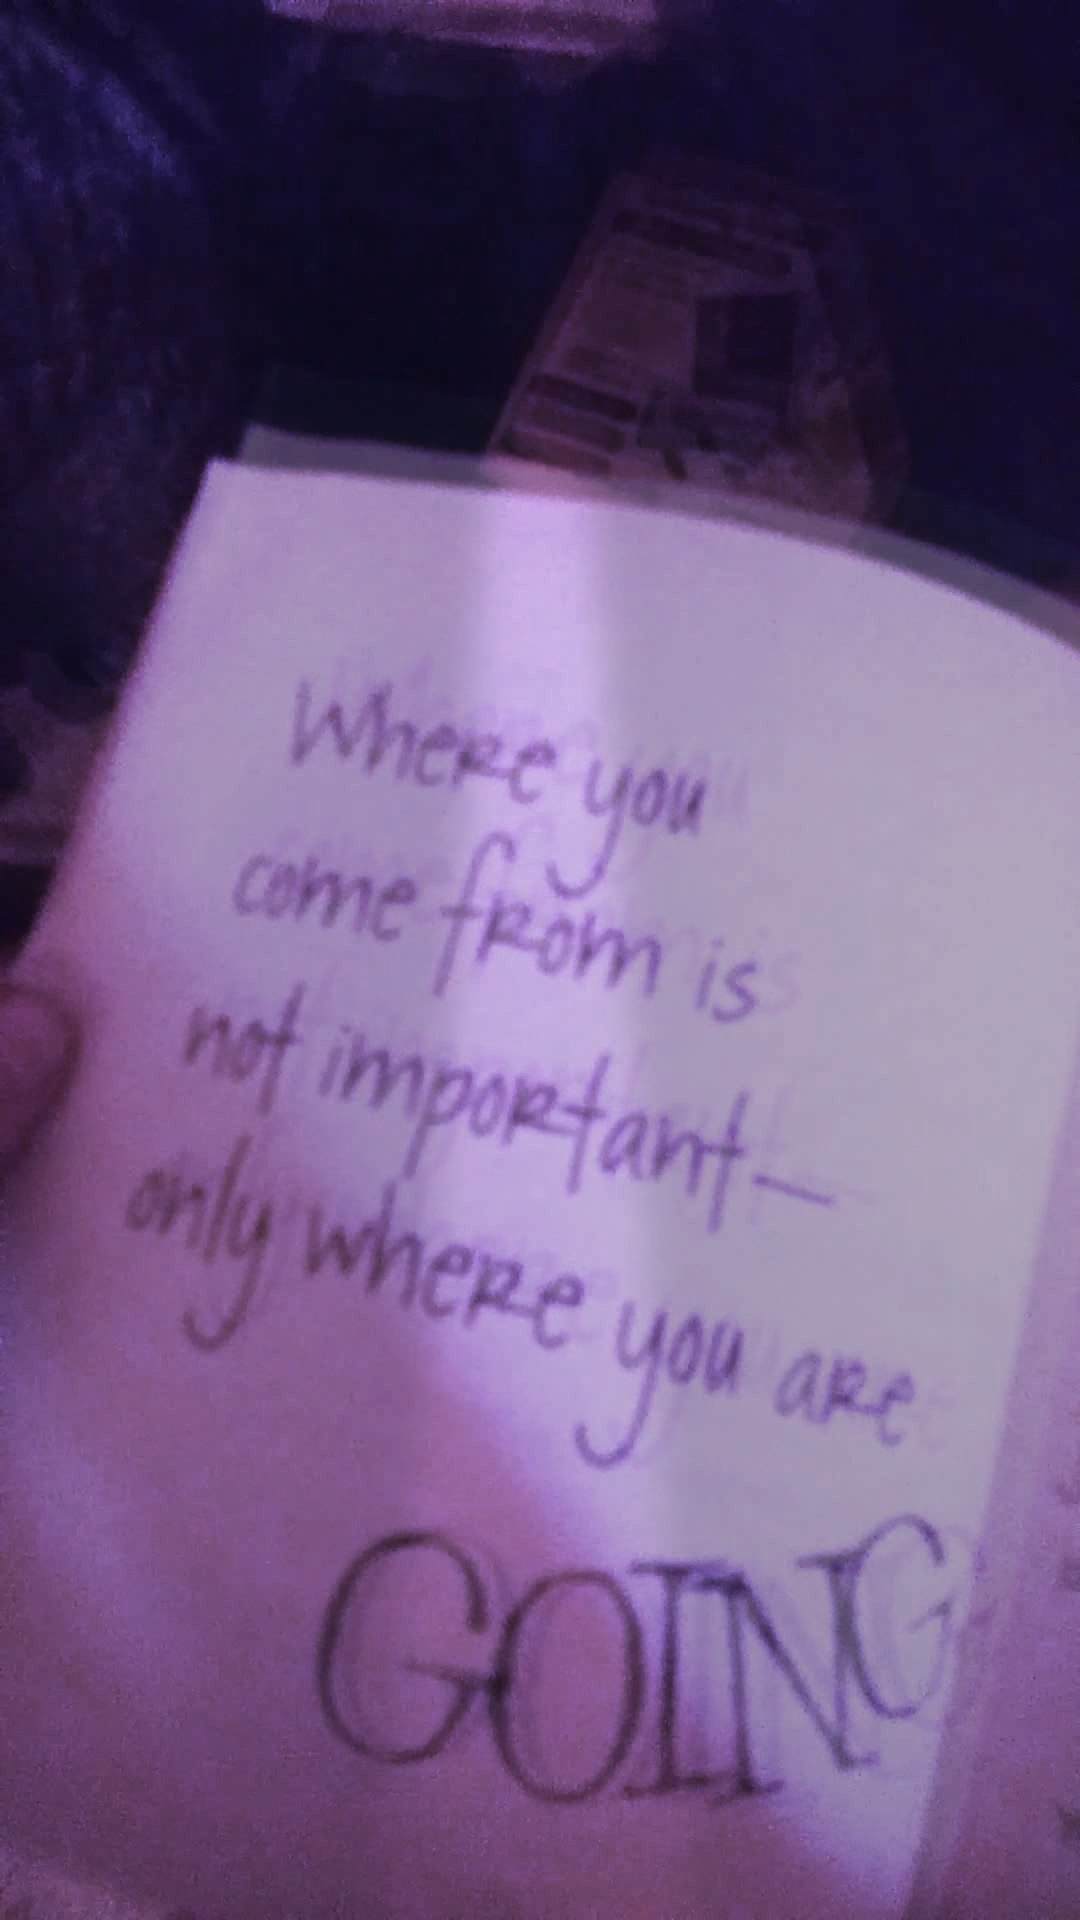 Where you
come from is
not important—
only where you are
GOING